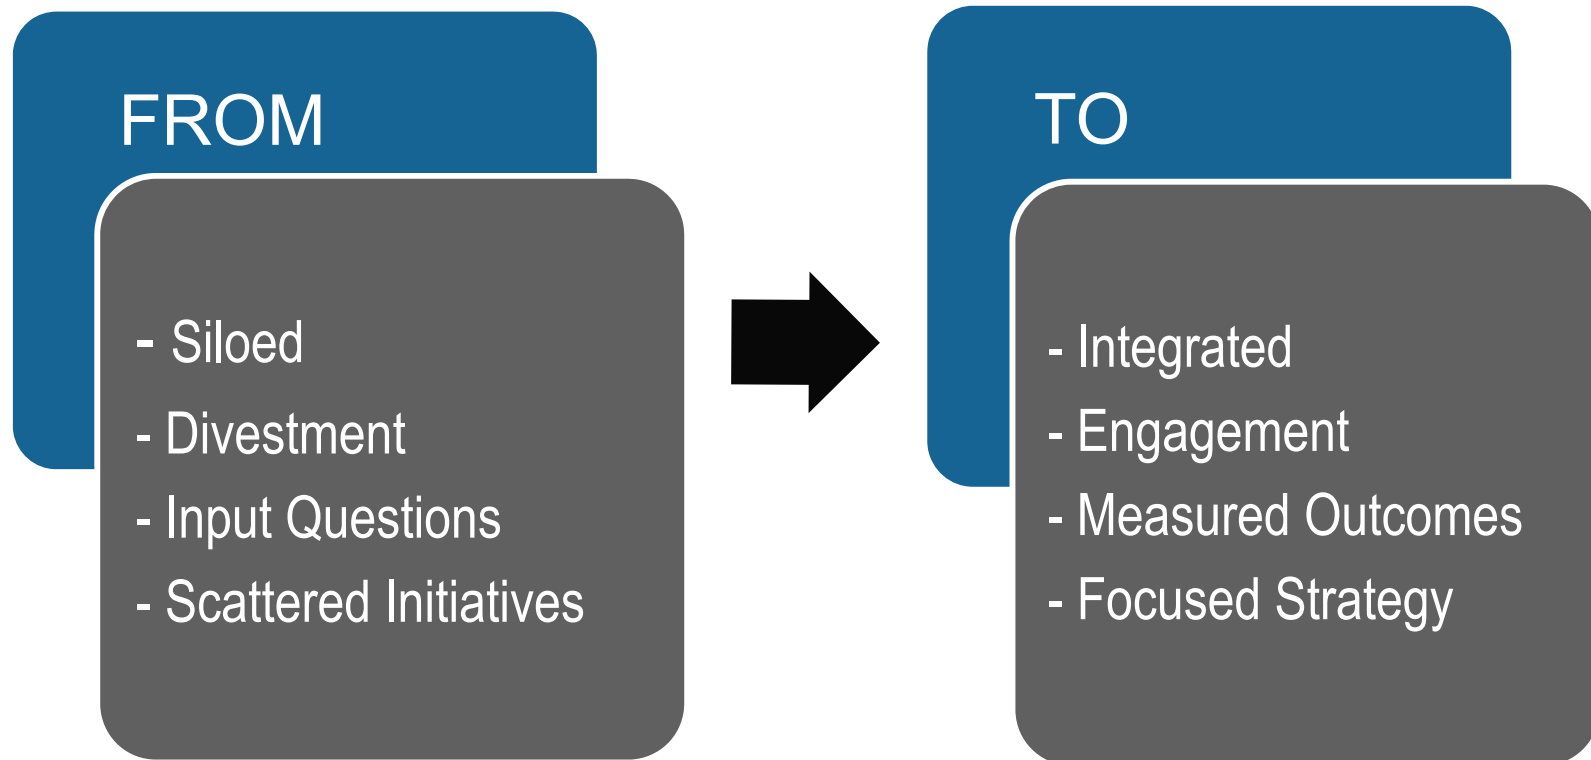 FROM
- Siloed
- Divestment
- Input Questions
- Scattered Initiatives
TO
- Integrated
- Engagement
- Measured Outcomes
- Focused Strategy